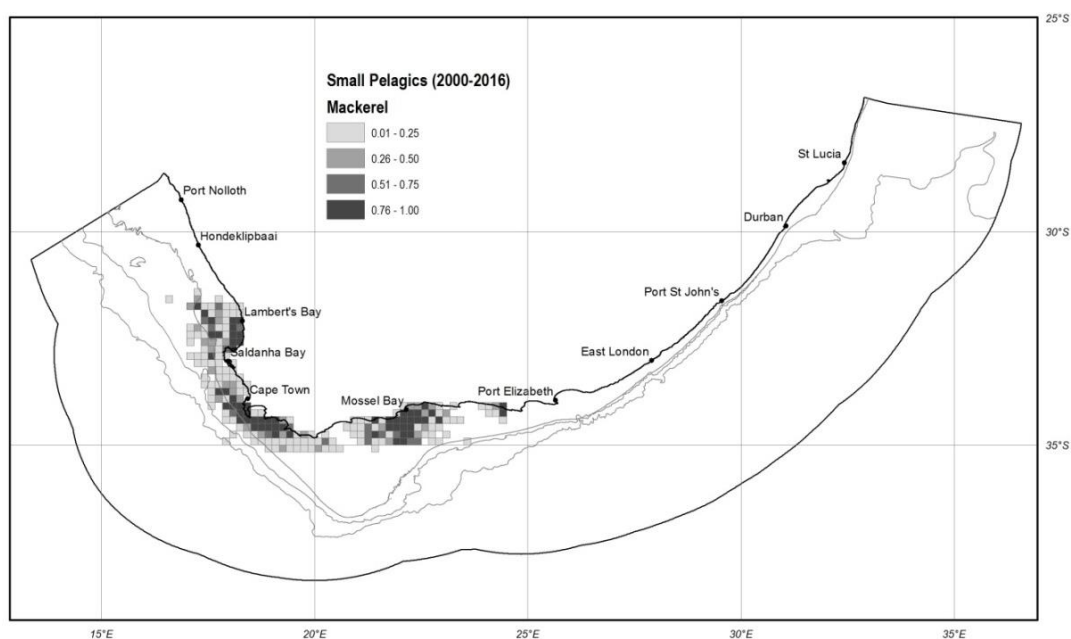 25°S
Small Pelagics (2000-2016)
Mackerel
0.01 - 0.25
0.26 - 0.50
0.51 - 0.75
0.76 - 1.00
St Lucia
Port Nolloth
Durban
30°S
Hondeklipbaai
Port St John's
Lambert's Bay
East London
Saldanha Bay
Cape Town
Port Elizabeth
Mossel Bay
35°S
15°E
20°E
25°E
30°E
35°E